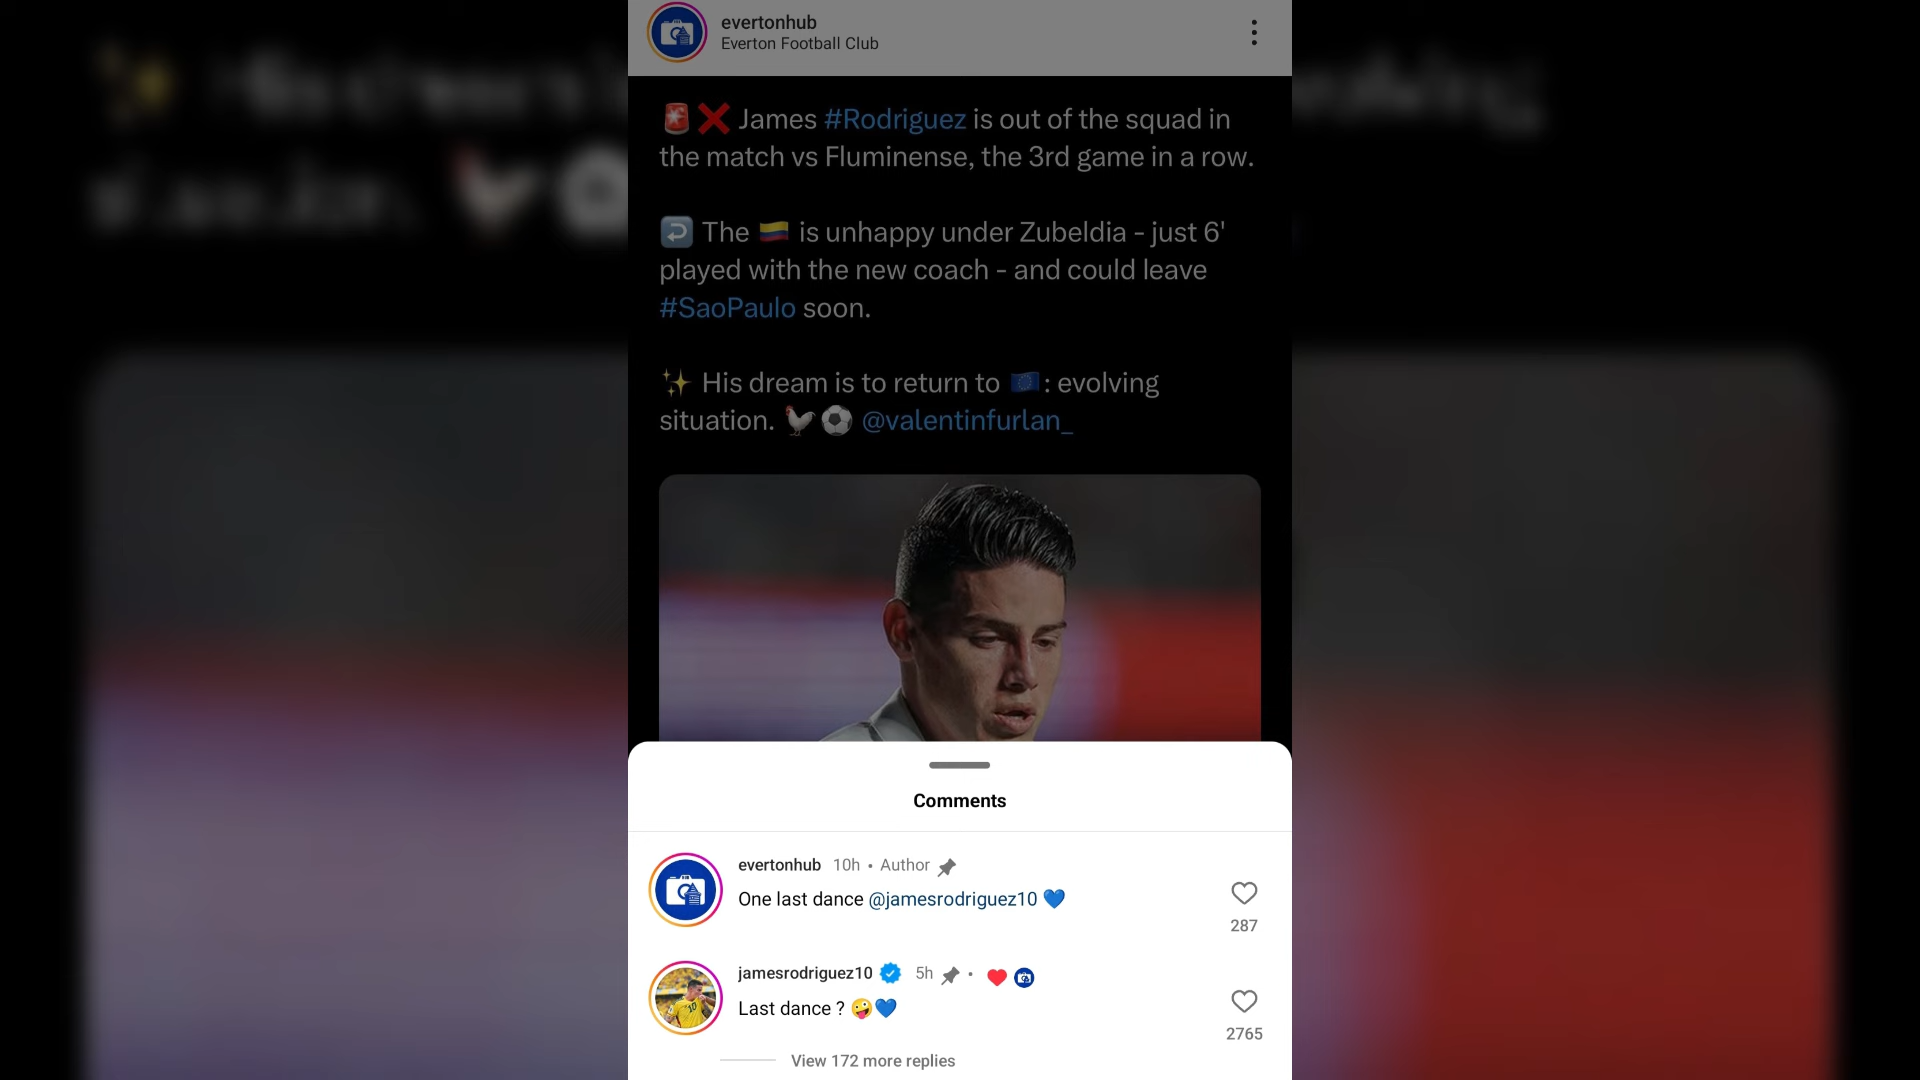 evertonhub
Everton Football Club
🚨❌ James #Rodriguez is out of the squad in
the match vs Fluminense, the 3rd game in a row.
↩️ The 🇨🇴 is unhappy under Zubeldia - just 6'
played with the new coach - and could leave
#SaoPaulo soon.
✨ His dream is to return to 🇪🇺: evolving
situation. 🐓⚽ @valentinfurlan_
Comments
evertonhub 10h • Author
One last dance @jamesrodriguez10 💙
287
jamesrodriguez10 5h •
Last dance ? 🤪💙
2765
View 172 more replies